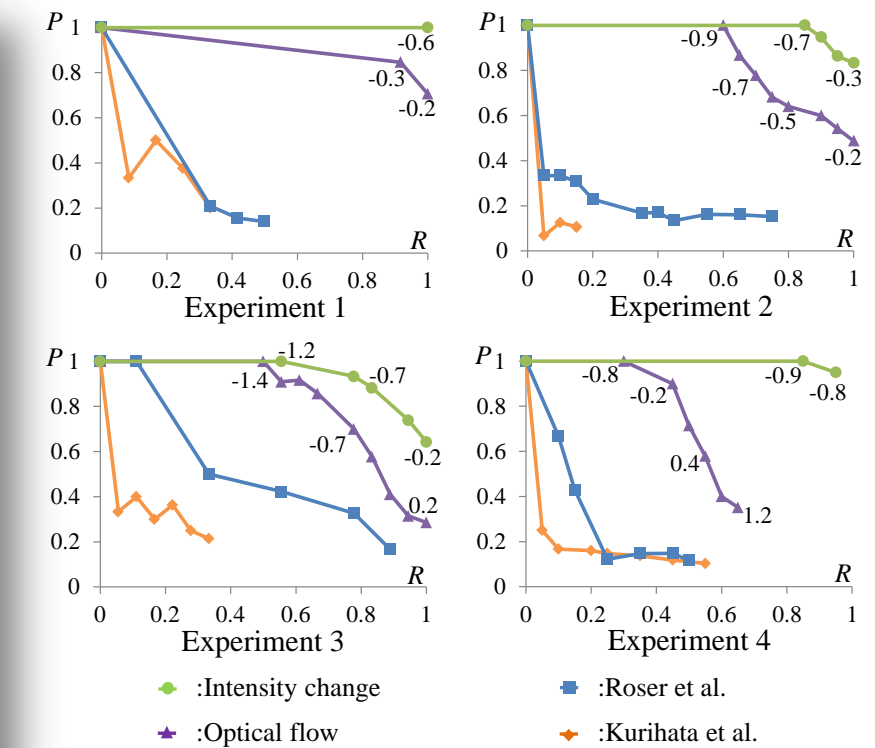 P 1
0.8
0.6
0.4
0.2
0
0 0.2 0.4 0.6 0.8 1
R
-0.6
-0.3
-0.2
Experiment 1
P 1
0.8
0.6
0.4
0.2
0
0 0.2 0.4 0.6 0.8 1
R
-0.9
-0.7
-0.7
-0.5
-0.3
-0.2
Experiment 2
P 1
0.8
0.6
0.4
0.2
0
0 0.2 0.4 0.6 0.8 1
R
-1.2
-1.4
-0.7
-0.7
-0.2
0.2
Experiment 3
P 1
0.8
0.6
0.4
0.2
0
0 0.2 0.4 0.6 0.8 1
R
-0.8
-0.9
-0.2
-0.8
0.4
1.2
Experiment 4
:Intensity change
:Roser et al.
:Optical flow
:Kurihata et al.